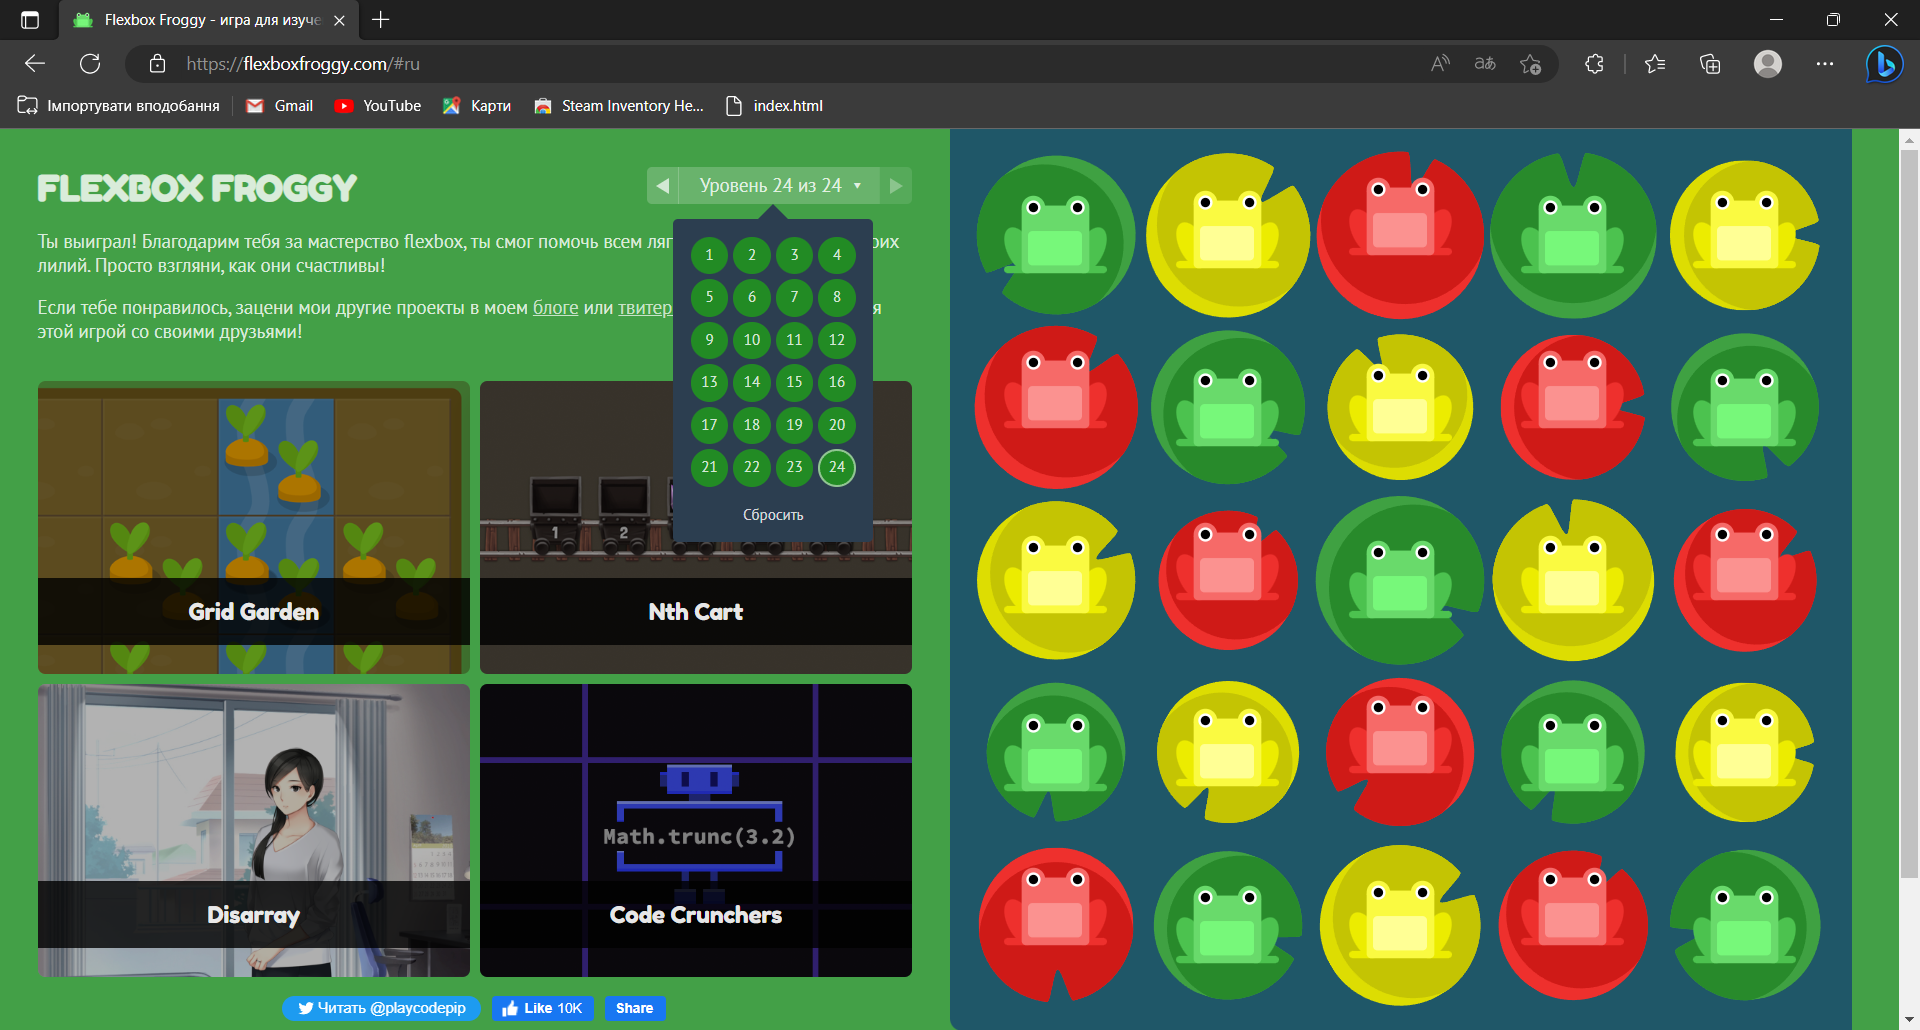 Flexbox Froggy - игра для изуче
https://flexboxfroggy.com/#ru
Імпортувати вподобання
Gmail
YouTube
Карти
Steam Inventory He...
index.html
FLEXBOX FROGGY
Уровень 24 из 24
Ты выиграл! Благодарим тебя за мастерство flexbox, ты смог помочь всем ляг
оих
лилий. Просто взгляни, как они счастливы!
Если тебе понравилось, зацени мои другие проекты в моем блоге или твитер
я
этой игрой со своими друзьями!
1 2 3 4
5 6 7 8
9 10 11 12
13 14 15 16
17 18 19 20
21 22 23 24
Сбросить
1 2
Grid Garden
Nth Cart
Math.trunc(3.2)
Disarray
Code Crunchers
Читать @playcodepip
Like 10K
Share